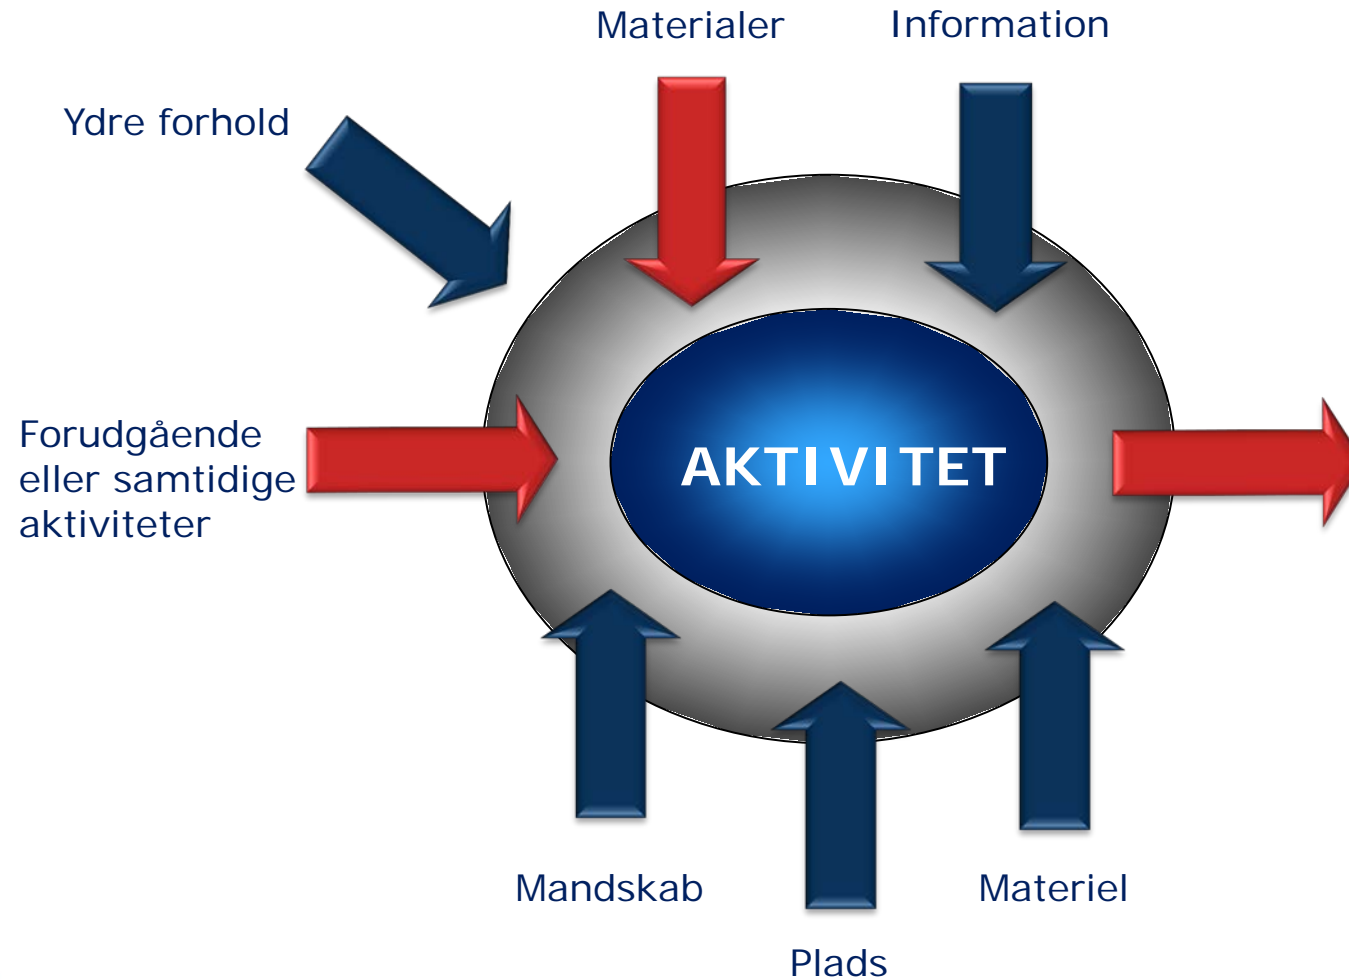 Materialer
Information
Ydre forhold
Forudgående
eller samtidige
aktiviteter
AKTIVITET
Mandskab
Materiel
Plads